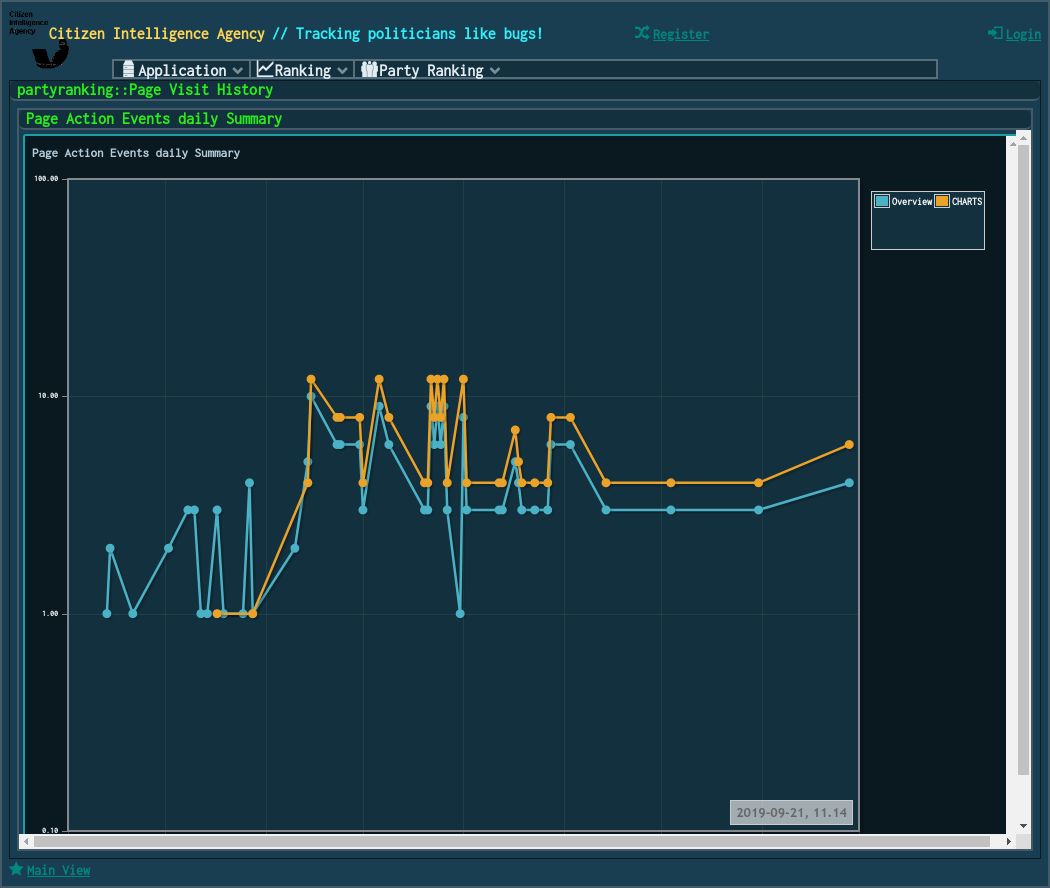 Citizen
Intelligence
Agency
Citizen Intelligence Agency // Tracking politicians like bugs!
Register
Login
Application
Ranking
Party Ranking
partyranking::Page Visit History
Page Action Events daily Summary
Page Action Events daily Summary
100.00
Overview CHARTS
10.00
1.00
0.10
2019-09-21, 11.14
Main View